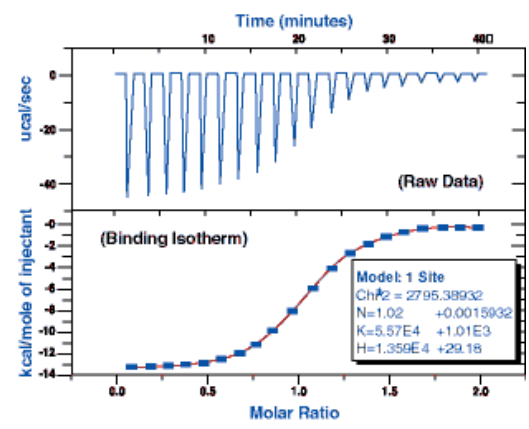 Time (minutes)
10 20 30 40
ucal/sec
0
-20
-40
(Raw Data)
kcal/mole of injectant
-0
-2
-4
-6
-8
-10
-12
-14
(Binding Isotherm)
Model: 1 Site
Chi^2 = 2795.38932
N=1.02 +0.0015932
K=5.57E4 +1.01E3
H=1.359E4 +29.18
0.0 0.5 1.0 1.5 2.0
Molar Ratio